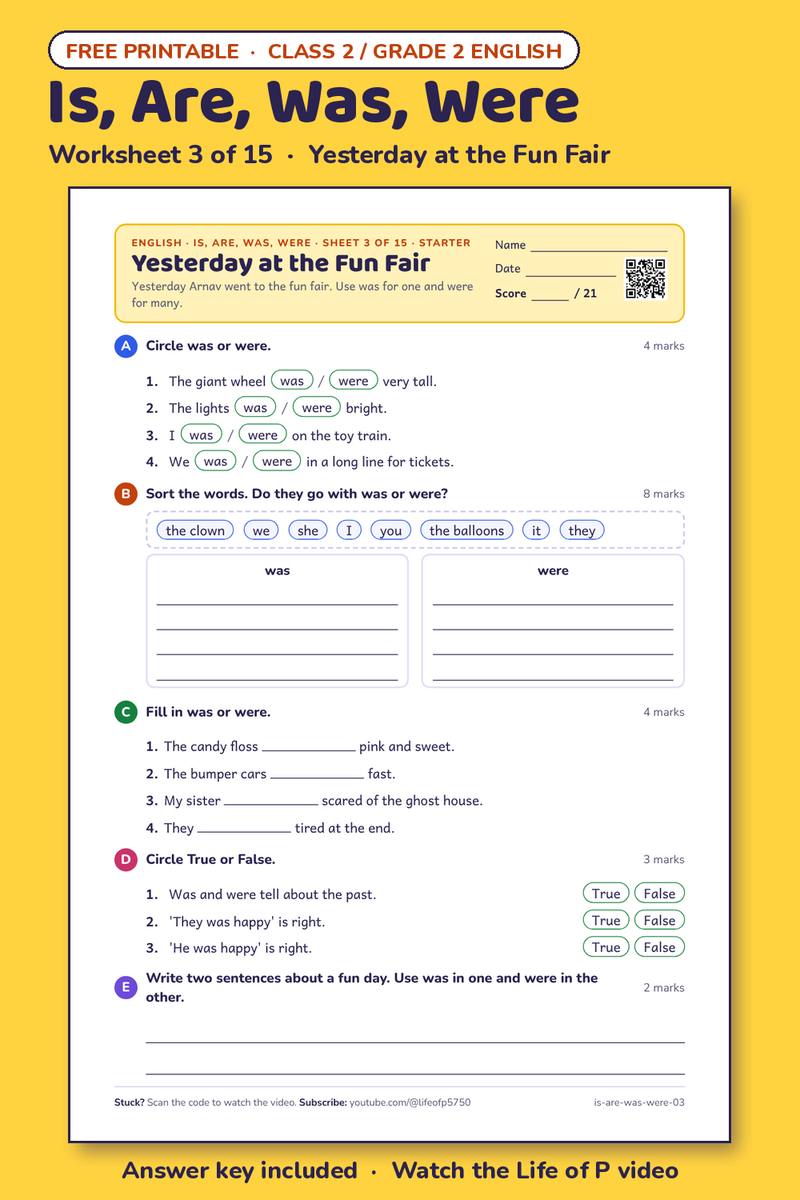 FREE PRINTABLE · CLASS 2 / GRADE 2 ENGLISH
Is, Are, Was, Were
Worksheet 3 of 15 · Yesterday at the Fun Fair
ENGLISH · IS, ARE, WAS, WERE · SHEET 3 OF 15 · STARTER
Yesterday at the Fun Fair
Yesterday Arnav went to the fun fair. Use was for one and were
for many.
Name
Date
Score / 21
A Circle was or were. 4 marks
1. The giant wheel was / were very tall.
2. The lights was / were bright.
3. I was / were on the toy train.
4. We was / were in a long line for tickets.
B Sort the words. Do they go with was or were? 8 marks
the clown we she I you the balloons it they
was were
C Fill in was or were. 4 marks
1. The candy floss ____________ pink and sweet.
2. The bumper cars ____________ fast.
3. My sister ____________ scared of the ghost house.
4. They ____________ tired at the end.
D Circle True or False. 3 marks
1. Was and were tell about the past. True False
2. 'They was happy' is right. True False
3. 'He was happy' is right. True False
E Write two sentences about a fun day. Use was in one and were in the
other. 2 marks
Stuck? Scan the code to watch the video. Subscribe: youtube.com/@lifeofp5750 is-are-was-were-03
Answer key included · Watch the Life of P video